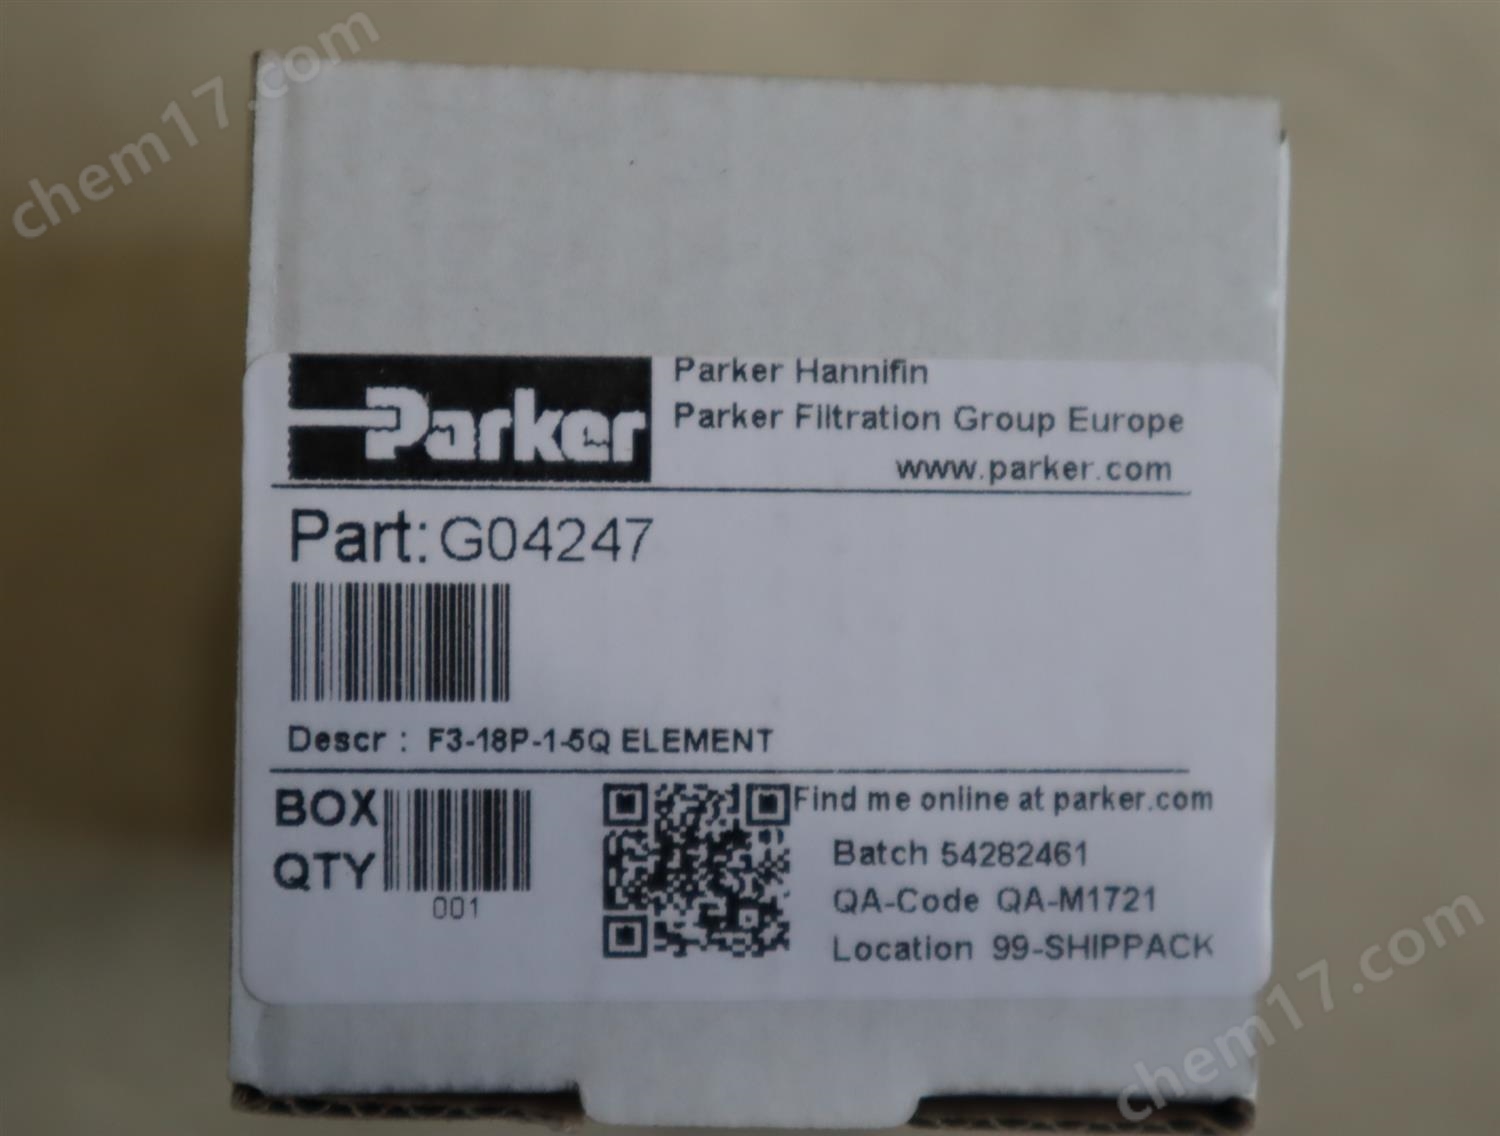 chem17.com
Parker
Parker Hannifin
Parker Filtration Group Europe
www.parker.com
Part: G04247
Descr : F3-18P-1-5Q ELEMENT
BOX
QTY
001
Find me online at parker.com
Batch 54282461
QA-Code QA-M1721
Location 99-SHIPPACK
chem17.com